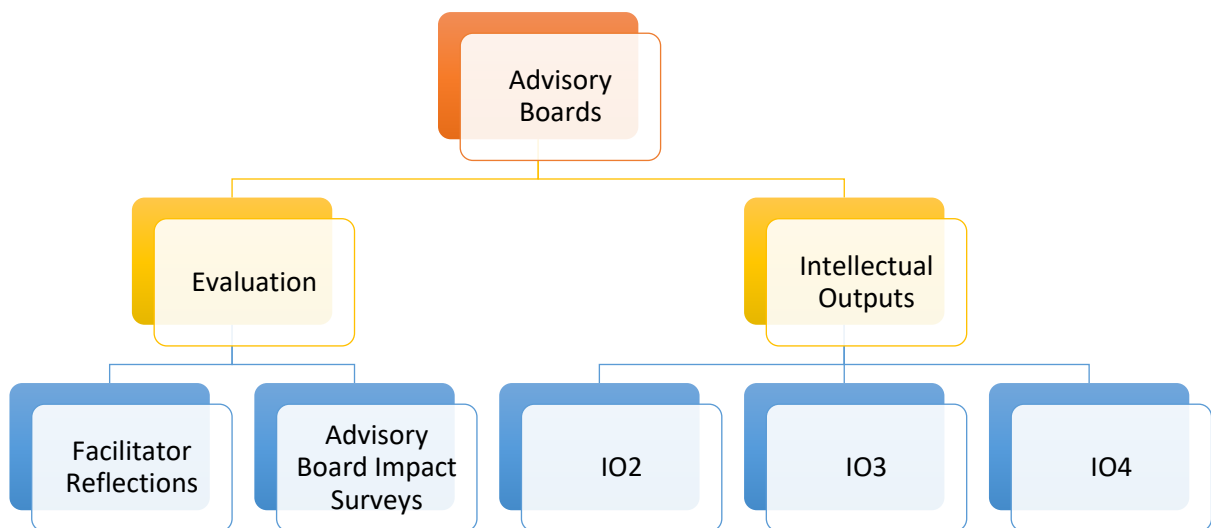 Advisory
Boards
Evaluation
Intellectual
Outputs
Facilitator
Reflections
Advisory
Board Impact
Surveys
IO2
IO3
IO4